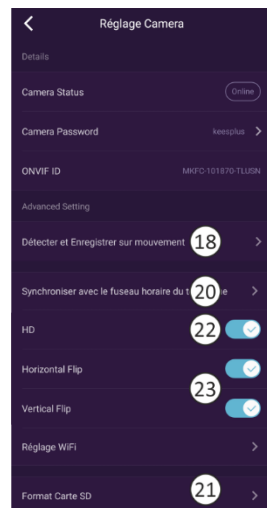 Réglage Camera
Details
Camera Status Online
Camera Password keesplus
ONVIF ID MKFC-101870-TLUSN
Advanced Setting
Détecter et Enregistrer sur mouvement 18
Synchroniser avec le fuseau horaire du 20
HD 22
Horizontal Flip
23
Vertical Flip
Réglage WiFi
Format Carte SD 21